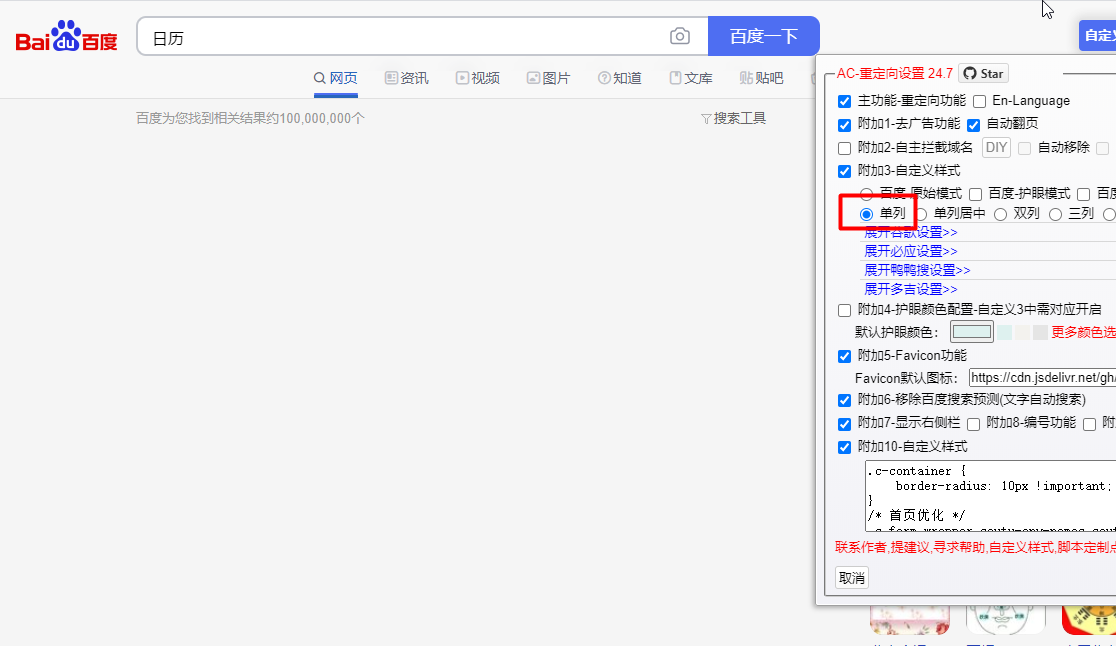 Bai du 百度
日历
百度一下
自定义
网页 资讯 视频 图片 知道 文库 贴吧
百度为您找到相关结果约100,000,000个
搜索工具
AC-重定向设置 24.7 Star
主功能-重定向功能 En-Language
附加1-去广告功能 自动翻页
附加2-自主拦截域名 DIY 自动移除
附加3-自定义样式
百度-原始模式 百度-护眼模式 百度
单列 单列居中 双列 三列
展开谷歌设置>>
展开必应设置>>
展开鸭鸭搜设置>>
展开多吉设置>>
附加4-护眼颜色配置-自定义3中需对应开启
默认护眼颜色: 更多颜色选
附加5-Favicon功能
Favicon默认图标: https://cdn.jsdelivr.net/gh/
附加6-移除百度搜索预测(文字自动搜索)
附加7-显示右侧栏 附加8-编号功能 附
附加10-自定义样式
.c-container {
border-radius: 10px !important;
}
/* 首页优化 */
联系作者,提建议,寻求帮助,自定义样式,脚本定制点
取消